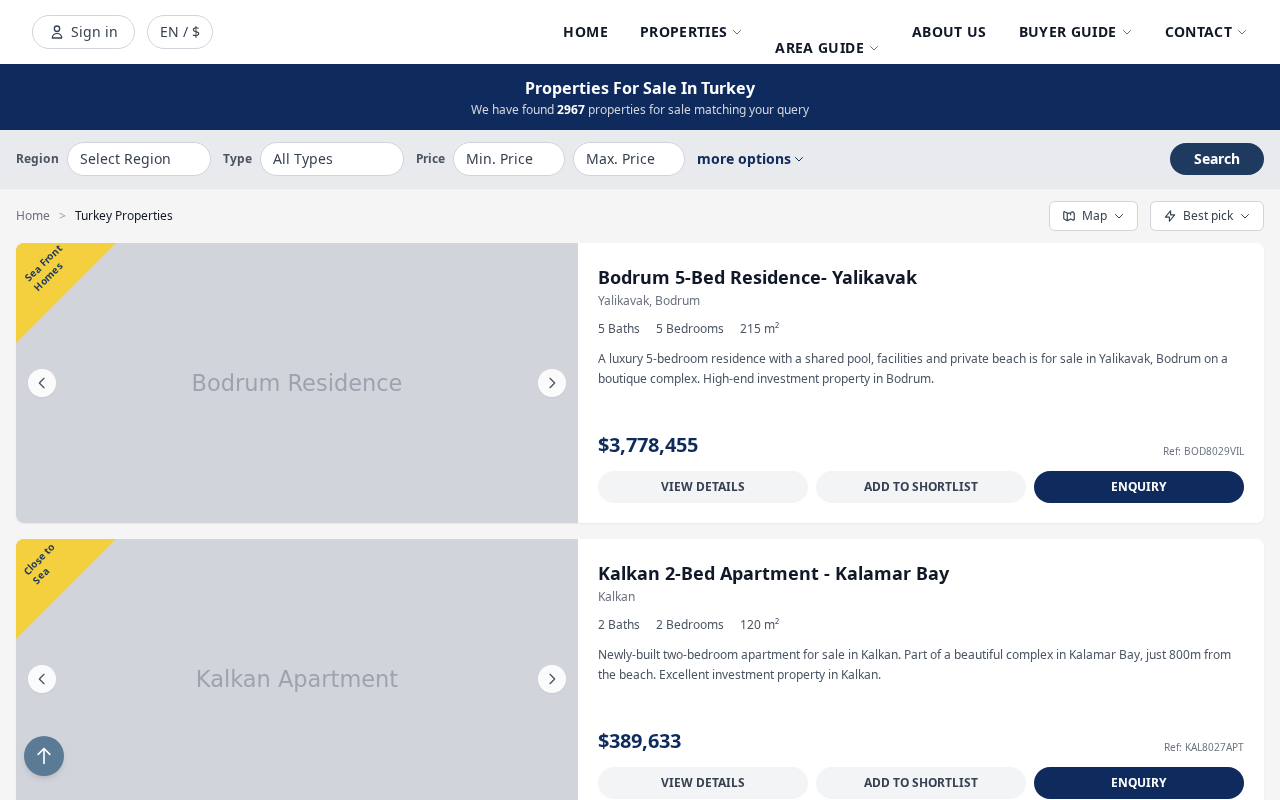 Sign in
EN / $
HOME
PROPERTIES
AREA GUIDE
ABOUT US
BUYER GUIDE
CONTACT
Properties For Sale In Turkey
We have found 2967 properties for sale matching your query
Region
Select Region
Type
All Types
Price
Min. Price
Max. Price
more options
Search
Home > Turkey Properties
Map
Best pick
Sea Front
Homes
Bodrum Residence
Bodrum 5-Bed Residence- Yalikavak
Yalikavak, Bodrum
5 Baths 5 Bedrooms 215 m²
A luxury 5-bedroom residence with a shared pool, facilities and private beach is for sale in Yalikavak, Bodrum on a
boutique complex. High-end investment property in Bodrum.
$3,778,455
Ref: BOD8029VIL
VIEW DETAILS
ADD TO SHORTLIST
ENQUIRY
Close to
Sea
Kalkan Apartment
Kalkan 2-Bed Apartment - Kalamar Bay
Kalkan
2 Baths 2 Bedrooms 120 m²
Newly-built two-bedroom apartment for sale in Kalkan. Part of a beautiful complex in Kalamar Bay, just 800m from
the beach. Excellent investment property in Kalkan.
$389,633
Ref: KAL8027APT
VIEW DETAILS
ADD TO SHORTLIST
ENQUIRY